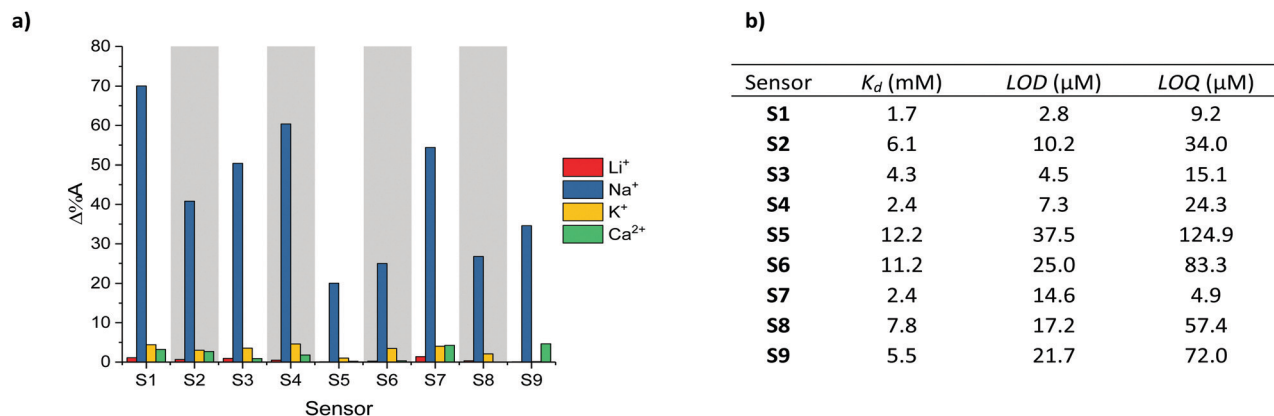 a)
80
70
60
50
40
30
20
10
0
Δ%A
S1 S2 S3 S4 S5 S6 S7 S8 S9
Sensor
Li⁺
Na⁺
K⁺
Ca²⁺
b)
Sensor K_d (mM) LOD (µM) LOQ (µM)
S1 1.7 2.8 9.2
S2 6.1 10.2 34.0
S3 4.3 4.5 15.1
S4 2.4 7.3 24.3
S5 12.2 37.5 124.9
S6 11.2 25.0 83.3
S7 2.4 14.6 4.9
S8 7.8 17.2 57.4
S9 5.5 21.7 72.0